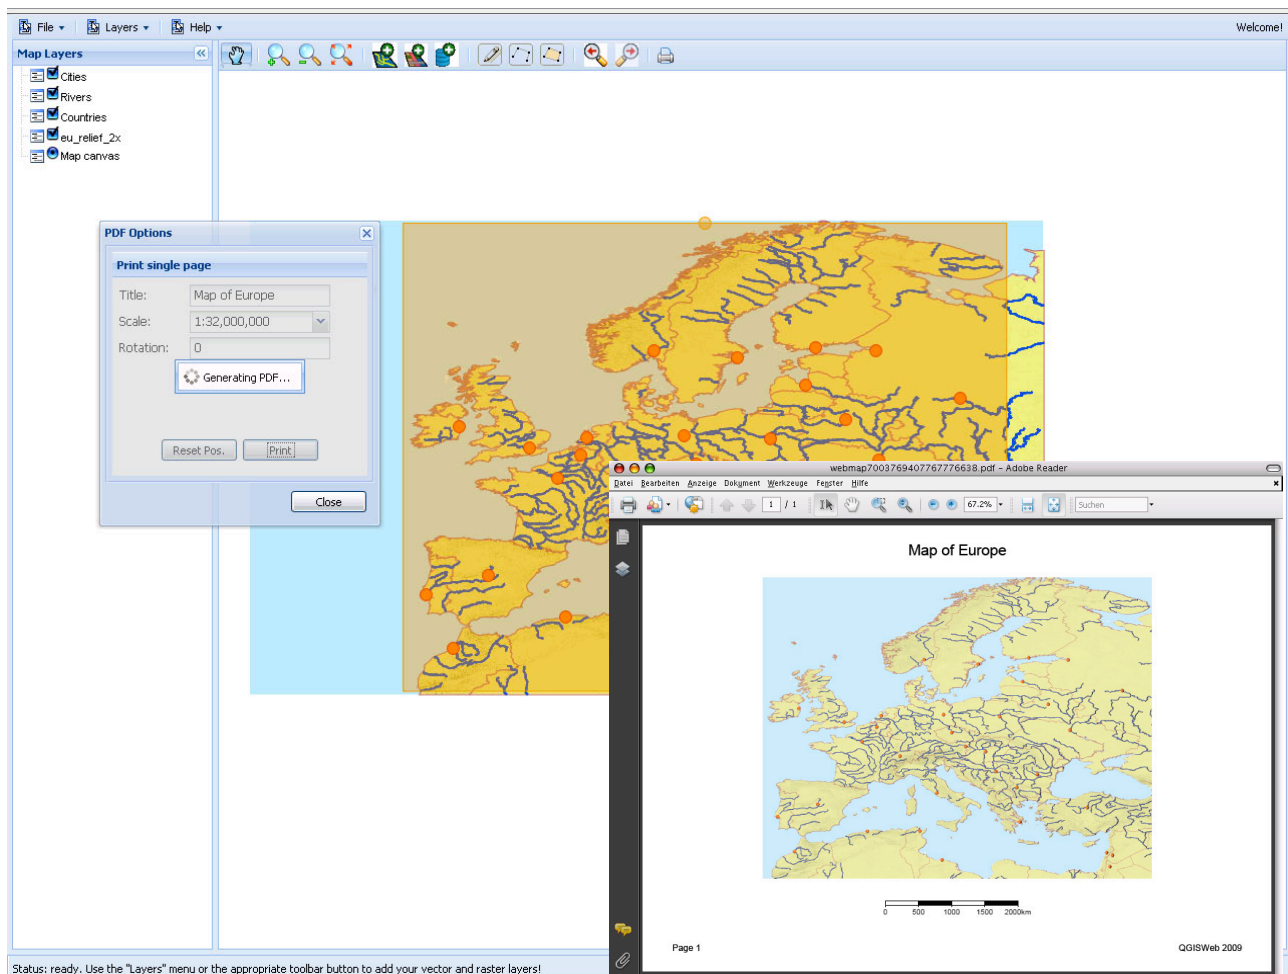 File Layers Help Welcome!
Map Layers
Cities
Rivers
Countries
eu_relief_2x
Map canvas
PDF Options
Print single page
Title: Map of Europe
Scale: 1:32,000,000
Rotation: 0
Generating PDF...
Reset Pos. Print
Close
webmap7003769407767776638.pdf - Adobe Reader
Datei Bearbeiten Anzeige Dokument Werkzeuge Fenster Hilfe
1 / 1 67.2% Suchen
Map of Europe
0 500 1000 1500 2000km
Page 1 QGISWeb 2009
Status: ready. Use the "Layers" menu or the appropriate toolbar button to add your vector and raster layers!